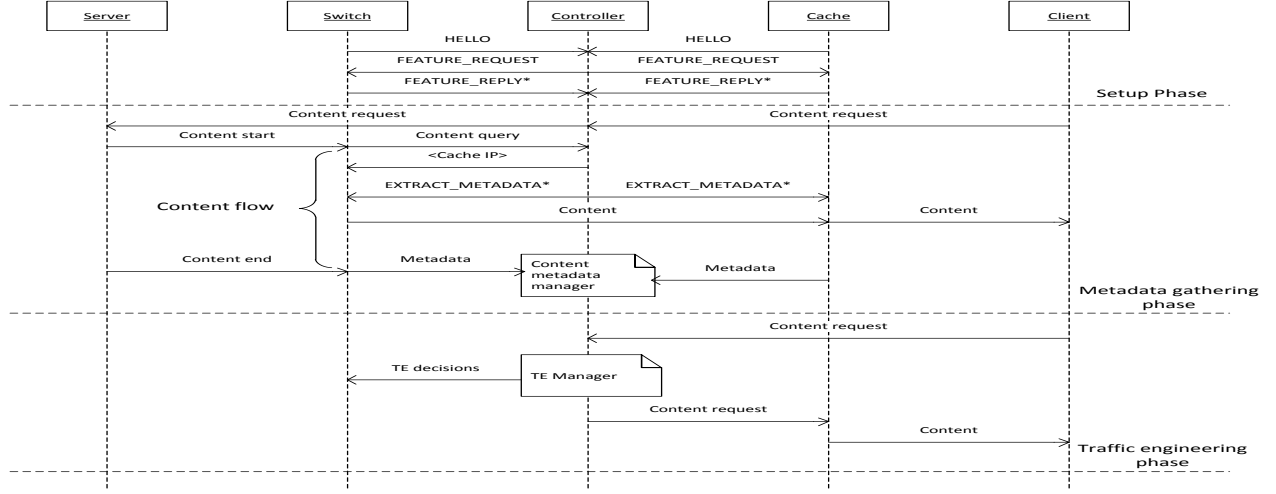 Server
Switch
Controller
Cache
Client
HELLO
HELLO
FEATURE_REQUEST
FEATURE_REQUEST
FEATURE_REPLY*
FEATURE_REPLY*
Setup Phase
Content request
Content request
Content start
Content query
<Cache IP>
EXTRACT_METADATA*
EXTRACT_METADATA*
Content flow
Content
Content
Content end
Metadata
Content
metadata
manager
Metadata
Metadata gathering
phase
Content request
TE decisions
TE Manager
Content request
Content
Traffic engineering
phase